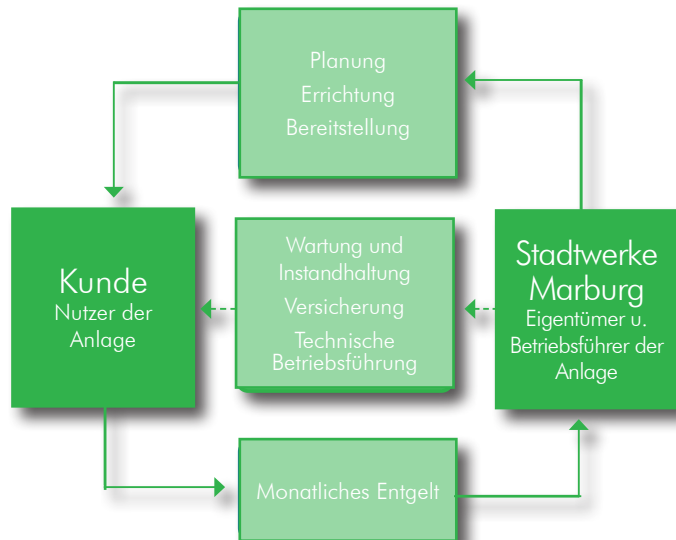 Planung
Errichtung
Bereitstellung
Kunde
Nutzer der
Anlage
Wartung und
Instandhaltung
Versicherung
Technische
Betriebsführung
Stadtwerke
Marburg
Eigentümer u.
Betriebsführer der
Anlage
Monatliches Entgelt